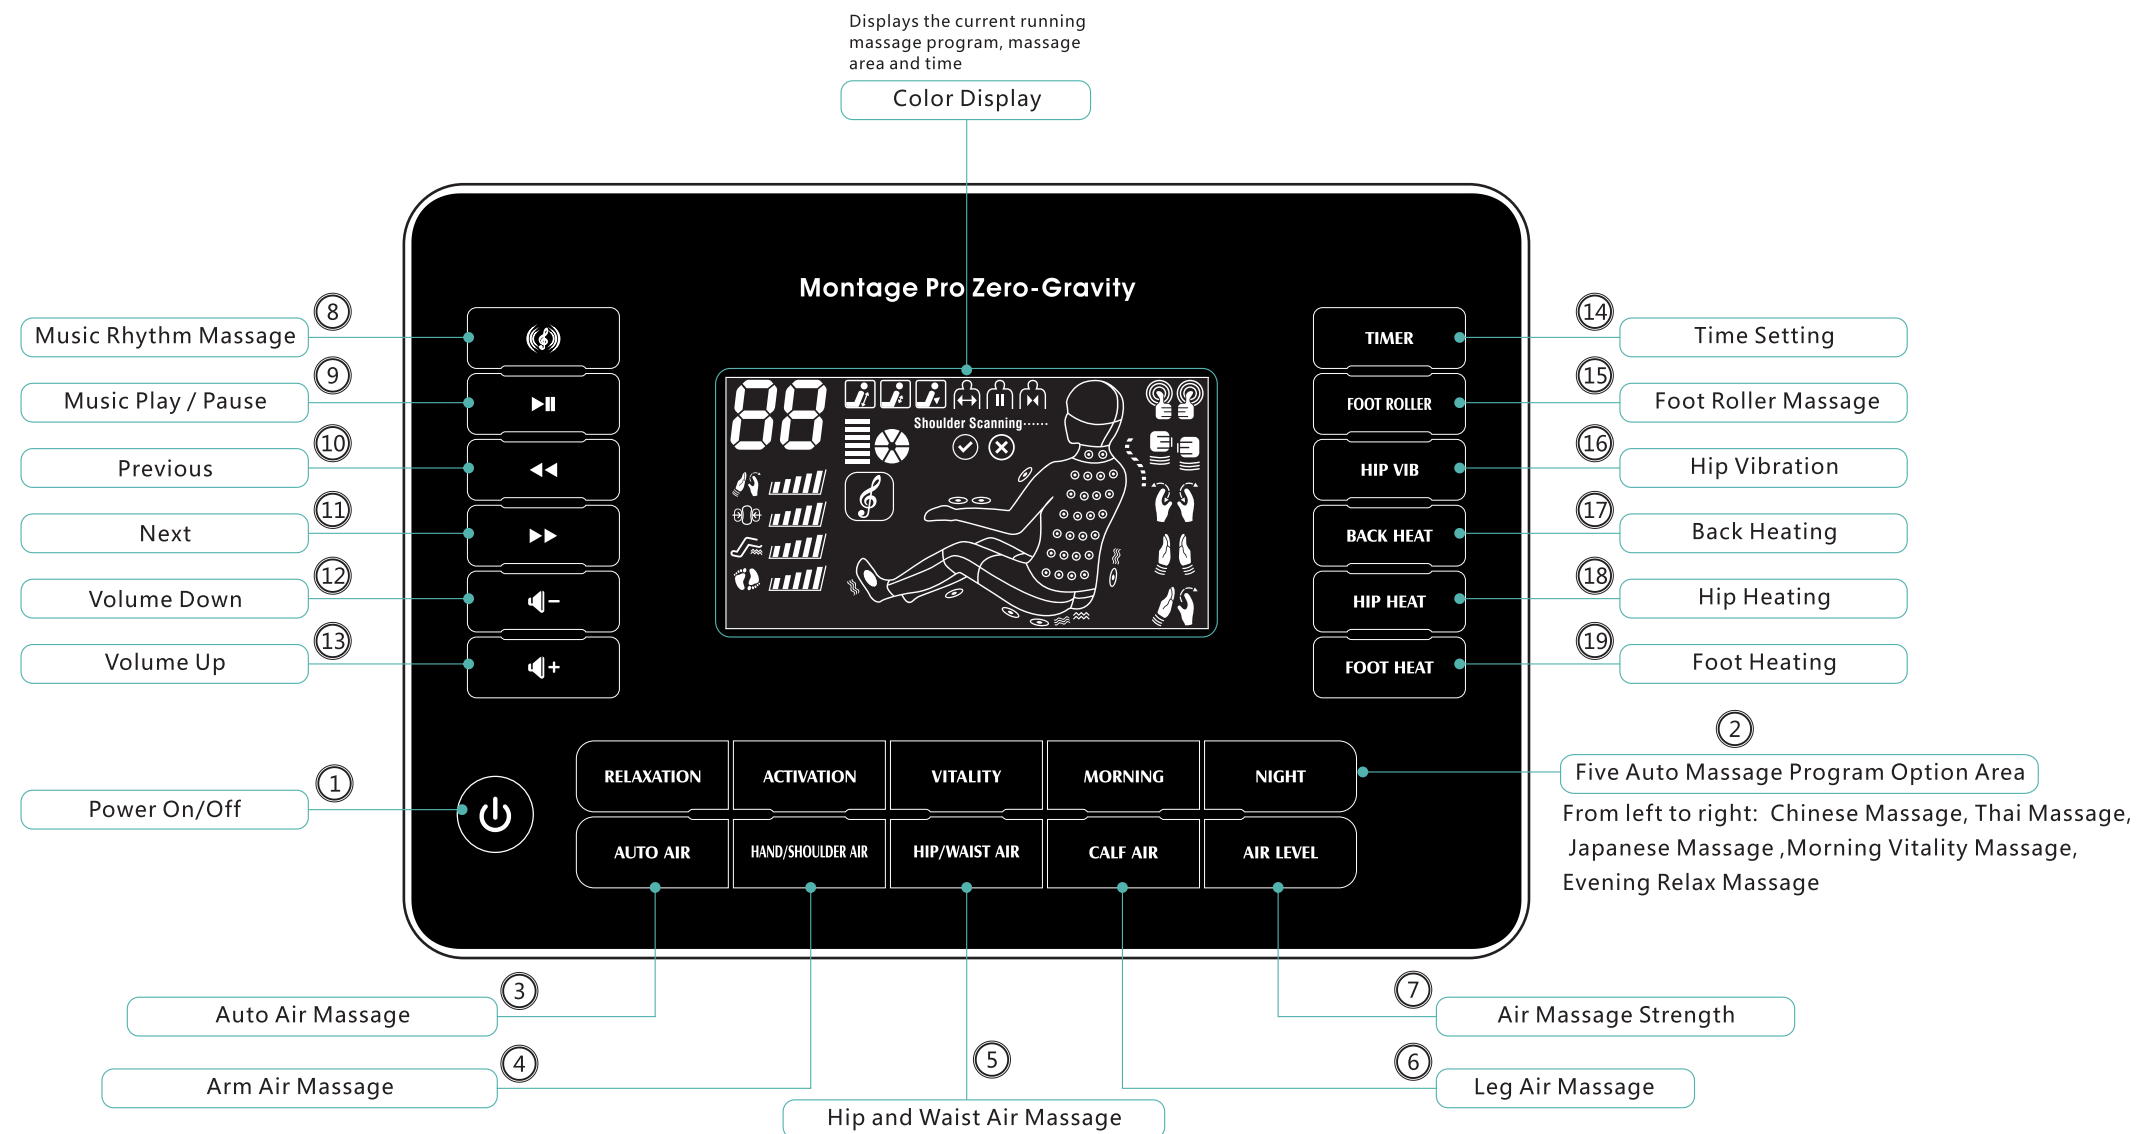 Displays the current running
massage program, massage
area and time
Color Display
Montage Pro Zero-Gravity
8
Music Rhythm Massage
9
Music Play / Pause
10
Previous
11
Next
12
Volume Down
13
Volume Up
1
Power On/Off
88
Shoulder Scanning······
TIMER
14
Time Setting
FOOT ROLLER
15
Foot Roller Massage
HIP VIB
16
Hip Vibration
BACK HEAT
17
Back Heating
HIP HEAT
18
Hip Heating
FOOT HEAT
19
Foot Heating
RELAXATION
ACTIVATION
VITALITY
MORNING
NIGHT
2
Five Auto Massage Program Option Area
From left to right: Chinese Massage, Thai Massage,
Japanese Massage ,Morning Vitality Massage,
Evening Relax Massage
AUTO AIR
HAND/SHOULDER AIR
HIP/WAIST AIR
CALF AIR
AIR LEVEL
3
Auto Air Massage
4
Arm Air Massage
5
Hip and Waist Air Massage
7
Air Massage Strength
6
Leg Air Massage